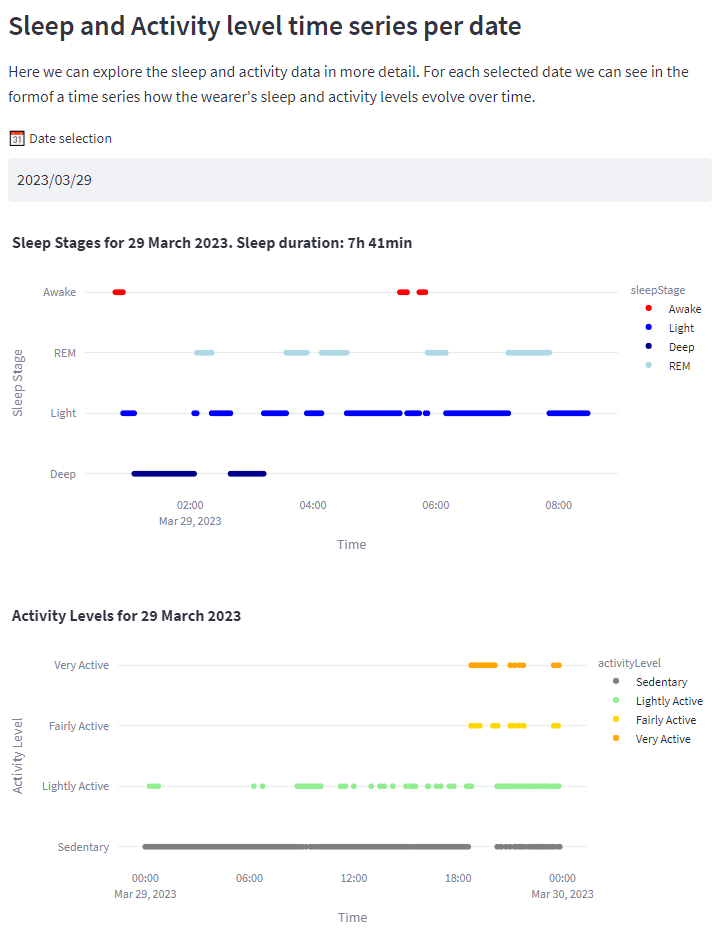 Sleep and Activity level time series per date
Here we can explore the sleep and activity data in more detail. For each selected date we can see in the
formof a time series how the wearer's sleep and activity levels evolve over time.
31 Date selection
2023/03/29
Sleep Stages for 29 March 2023. Sleep duration: 7h 41min
sleepStage
Awake
Light
Deep
REM
Sleep Stage
Awake
REM
Light
Deep
02:00 04:00 06:00 08:00
Mar 29, 2023
Time
Activity Levels for 29 March 2023
activityLevel
Sedentary
Lightly Active
Fairly Active
Very Active
Activity Level
Very Active
Fairly Active
Lightly Active
Sedentary
00:00 06:00 12:00 18:00 00:00
Mar 29, 2023 Mar 30, 2023
Time